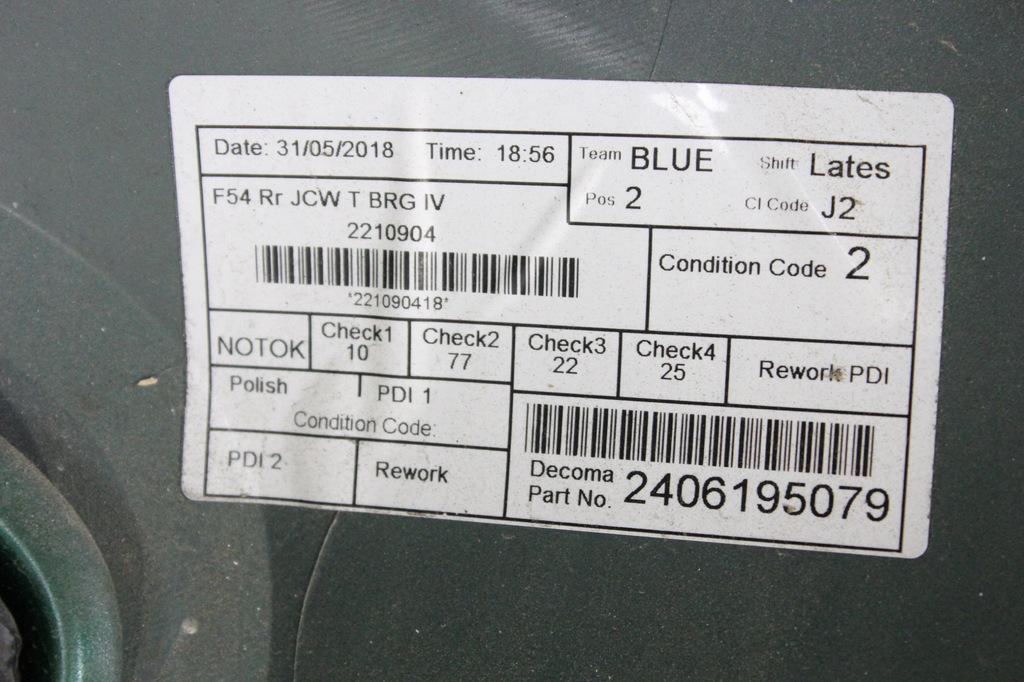 Date: 31/05/2018 Time: 18:56
Team BLUE Shift Lates
Pos 2 CI Code J2
F54 Rr JCW T BRG IV
2210904
*221090418*
Condition Code 2
NOTOK
Check1
10
Check2
77
Check3
22
Check4
25
Rework PDI
Polish PDI 1
Condition Code:
PDI 2
Rework
Decoma
Part No. 2406195079